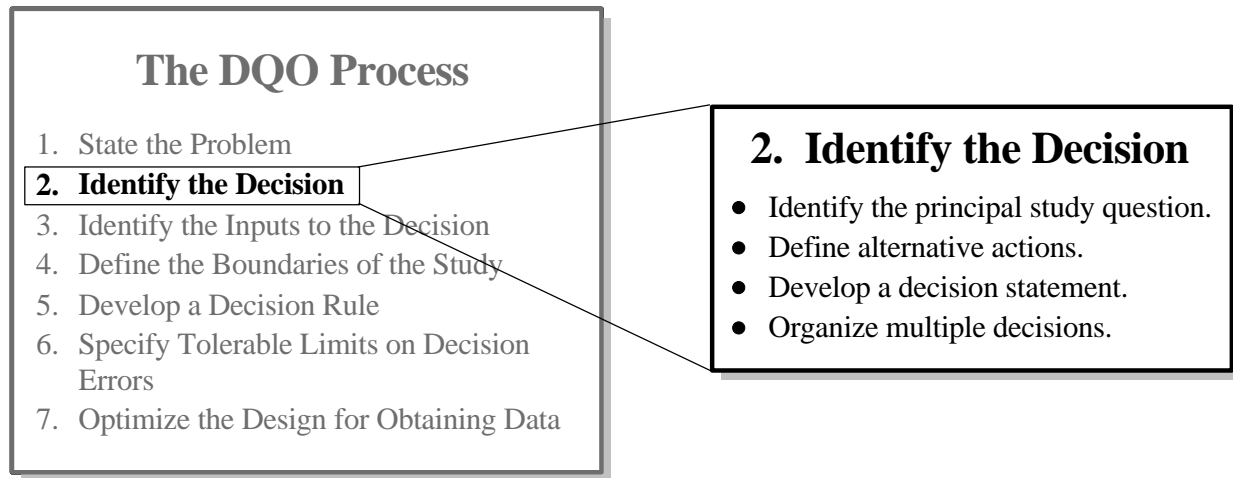 The DQO Process
1. State the Problem
2. Identify the Decision
3. Identify the Inputs to the Decision
4. Define the Boundaries of the Study
5. Develop a Decision Rule
6. Specify Tolerable Limits on Decision
Errors
7. Optimize the Design for Obtaining Data
2. Identify the Decision
● Identify the principal study question.
● Define alternative actions.
● Develop a decision statement.
● Organize multiple decisions.